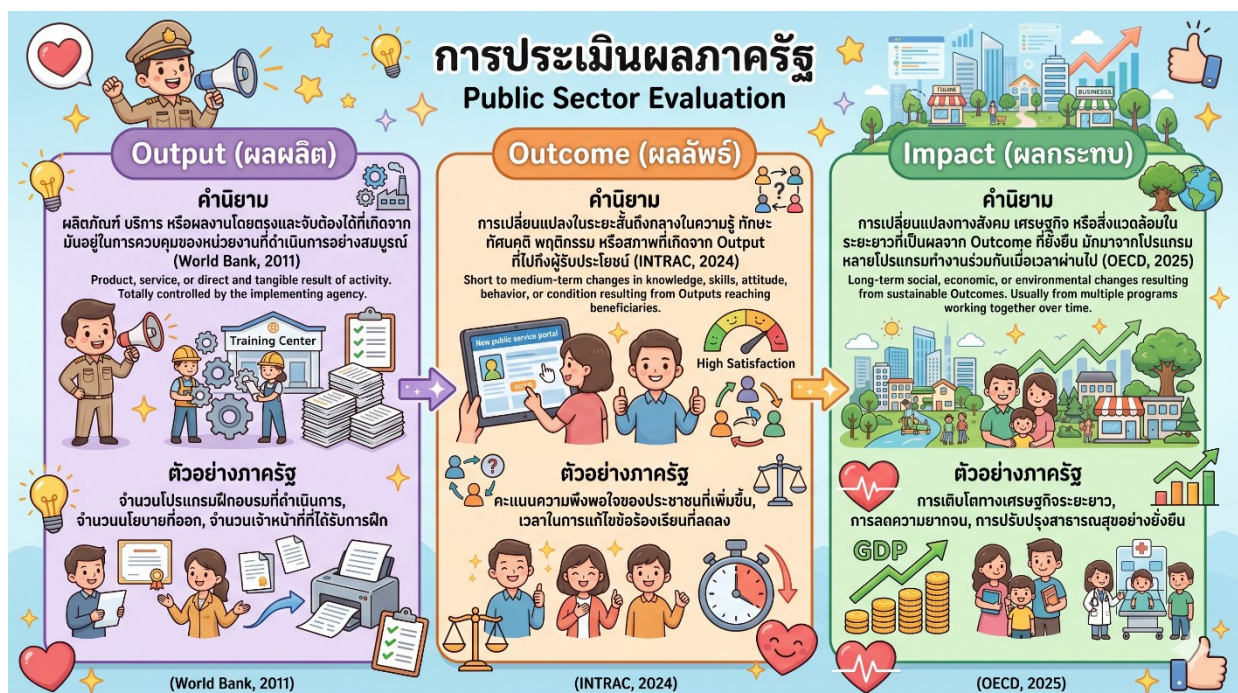 การประเมินผลภาครัฐ
Public Sector Evaluation
BUSINESSS
Output (ผลผลิต)
คำนิยาม
ผลิตภัณฑ์ บริการ หรือผลงานโดยตรงและจับต้องได้ที่เกิดจาก
มันอยู่ในการควบคุมของหน่วยงานที่ดำเนินการอย่างสมบูรณ์
(World Bank, 2011)
Product, service, or direct and tangible result of activity.
Totally controlled by the implementing agency.
Training Center
ตัวอย่างภาครัฐ
จำนวนโปรแกรมฝึกอบรมที่ดำเนินการ,
จำนวนนโยบายที่ออก, จำนวนเจ้าหน้าที่ที่ได้รับการฝึก
(World Bank, 2011)
Outcome (ผลลัพธ์)
คำนิยาม
การเปลี่ยนแปลงในระยะสั้นถึงกลางในความรู้ ทักษะ
ทัศนคติ พฤติกรรม หรือสภาพที่เกิดจาก Output
ที่ไปถึงผู้รับประโยชน์ (INTRAC, 2024)
Short to medium-term changes in knowledge, skills, attitude,
behavior, or condition resulting from Outputs reaching
beneficiaries.
New public service portal
High Satisfaction
ตัวอย่างภาครัฐ
คะแนนความพึงพอใจของประชาชนที่เพิ่มขึ้น,
เวลาในการแก้ไขข้อร้องเรียนที่ลดลง
(INTRAC, 2024)
Impact (ผลกระทบ)
คำนิยาม
การเปลี่ยนแปลงทางสังคม เศรษฐกิจ หรือสิ่งแวดล้อมใน
ระยะยาวที่เป็นผลจาก Outcome ที่ยั่งยืน มักมาจากโปรแกรม
หลายโปรแกรมทำงานร่วมกันเมื่อเวลาผ่านไป (OECD, 2025)
Long-term social, economic, or environmental changes resulting
from sustainable Outcomes. Usually from multiple programs
working together over time.
ตัวอย่างภาครัฐ
การเติบโตทางเศรษฐกิจระยะยาว,
การลดความยากจน, การปรับปรุงสาธารณสุขอย่างยั่งยืน
GDP
(OECD, 2025)